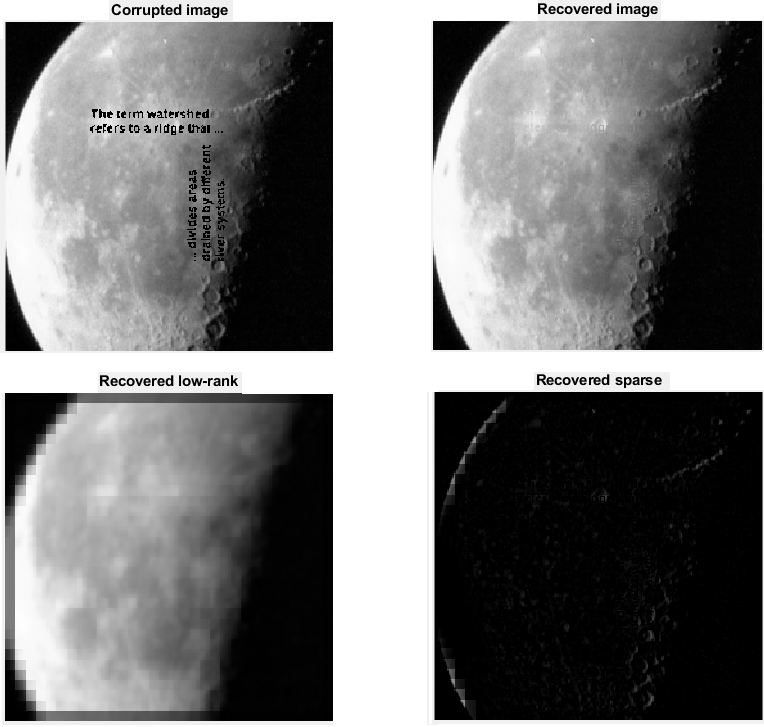 Corrupted image
Recovered image
The term watershed
refers to a ridge that ...
... divides areas
drained by different
river systems.
Recovered low-rank
Recovered sparse